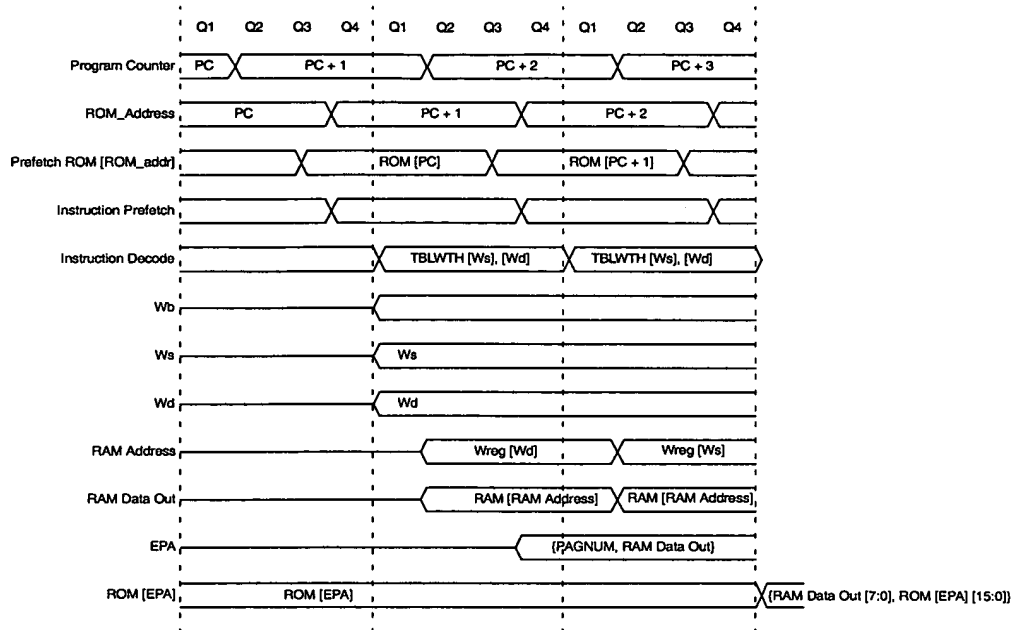 Q1 Q2 Q3 Q4 Q1 Q2 Q3 Q4 Q1 Q2 Q3 Q4
Program Counter PC PC + 1 PC + 2 PC + 3
ROM_Address PC PC + 1 PC + 2
Prefetch ROM [ROM_addr] ROM [PC] ROM [PC + 1]
Instruction Prefetch
Instruction Decode TBLWTH [Ws], [Wd] TBLWTH [Ws], [Wd]
Wb
Ws Ws
Wd Wd
RAM Address Wreg [Wd] Wreg [Ws]
RAM Data Out RAM [RAM Address] RAM [RAM Address]
EPA {PAGNUM, RAM Data Out}
ROM [EPA] ROM [EPA] {RAM Data Out [7:0], ROM [EPA] [15:0]}